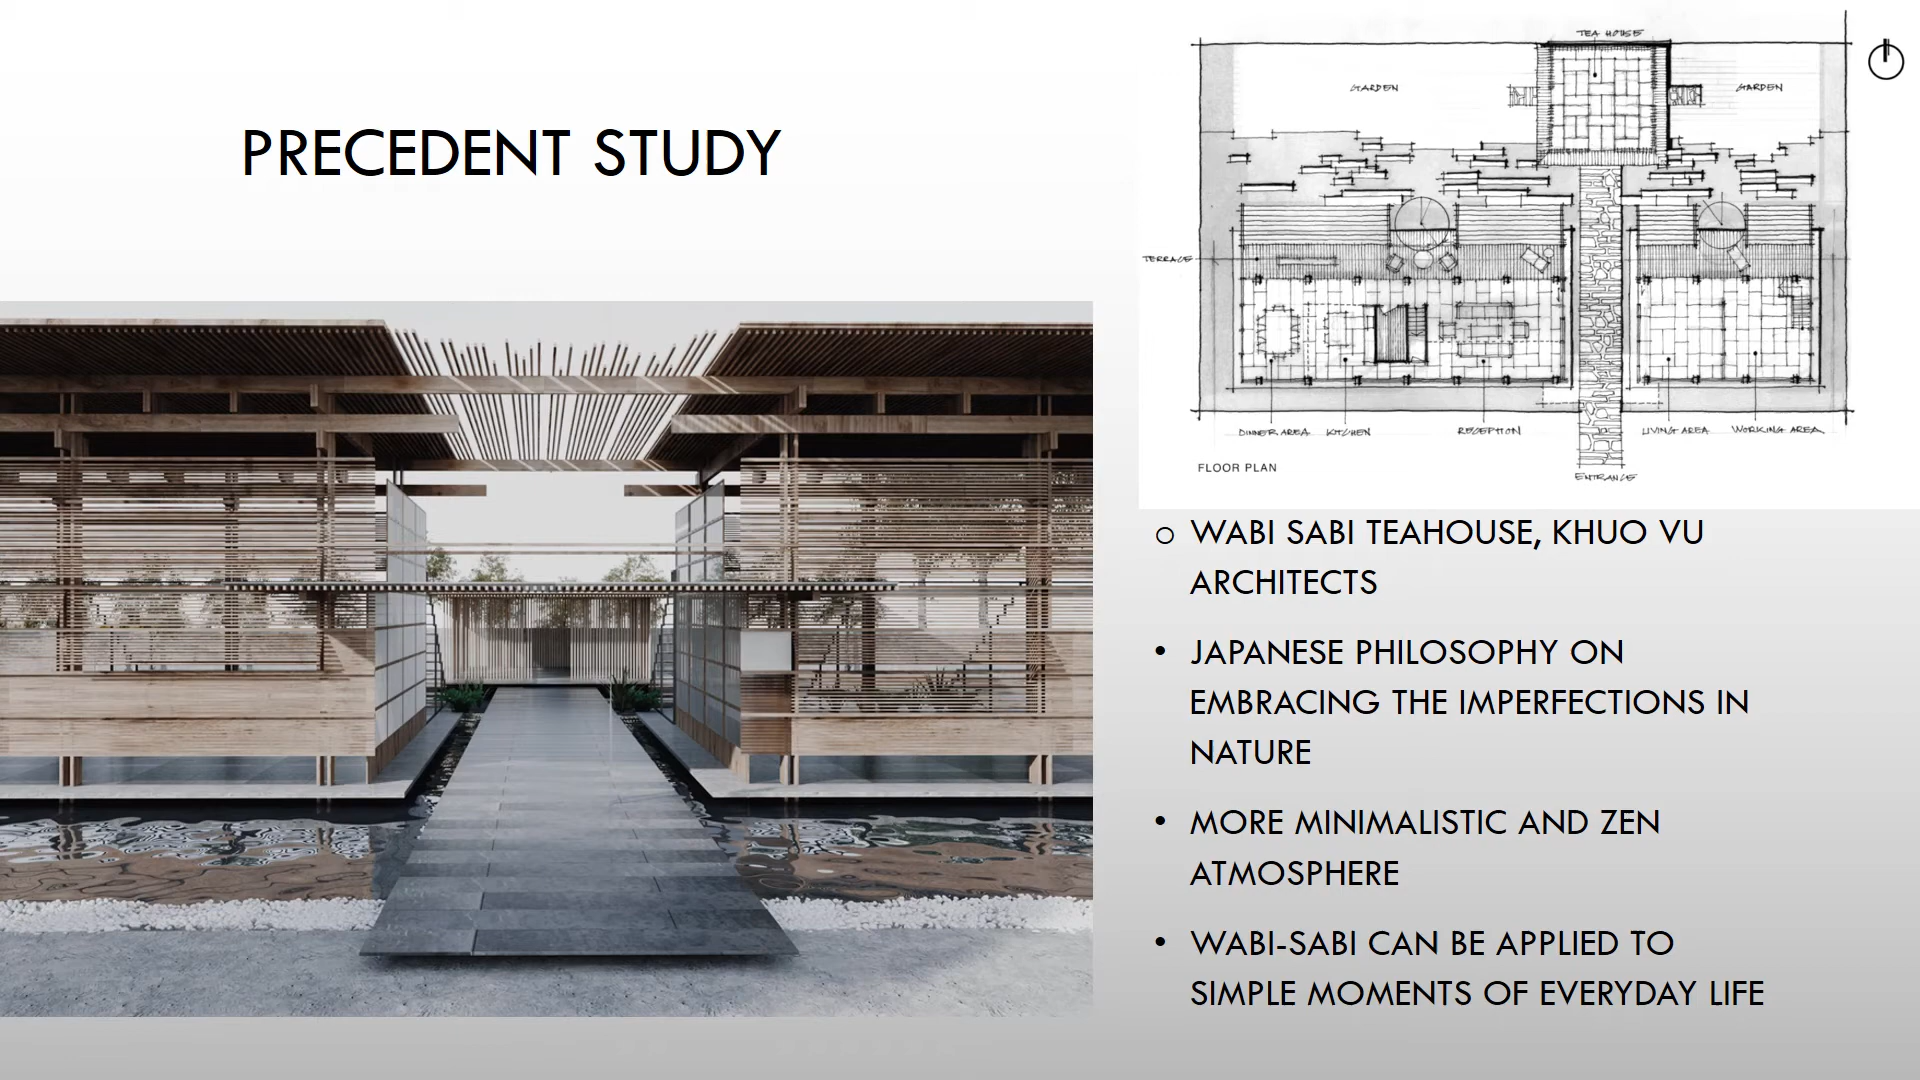 PRECEDENT STUDY
TEA HOUSE
GARDEN
GARDEN
TERRACE
DINNER AREA
KITCHEN
RECEPTION
LIVING AREA
WORKING AREA
FLOOR PLAN
ENTRANCE
○ WABI SABI TEAHOUSE, KHUO VU
ARCHITECTS
• JAPANESE PHILOSOPHY ON
EMBRACING THE IMPERFECTIONS IN
NATURE
• MORE MINIMALISTIC AND ZEN
ATMOSPHERE
• WABI-SABI CAN BE APPLIED TO
SIMPLE MOMENTS OF EVERYDAY LIFE